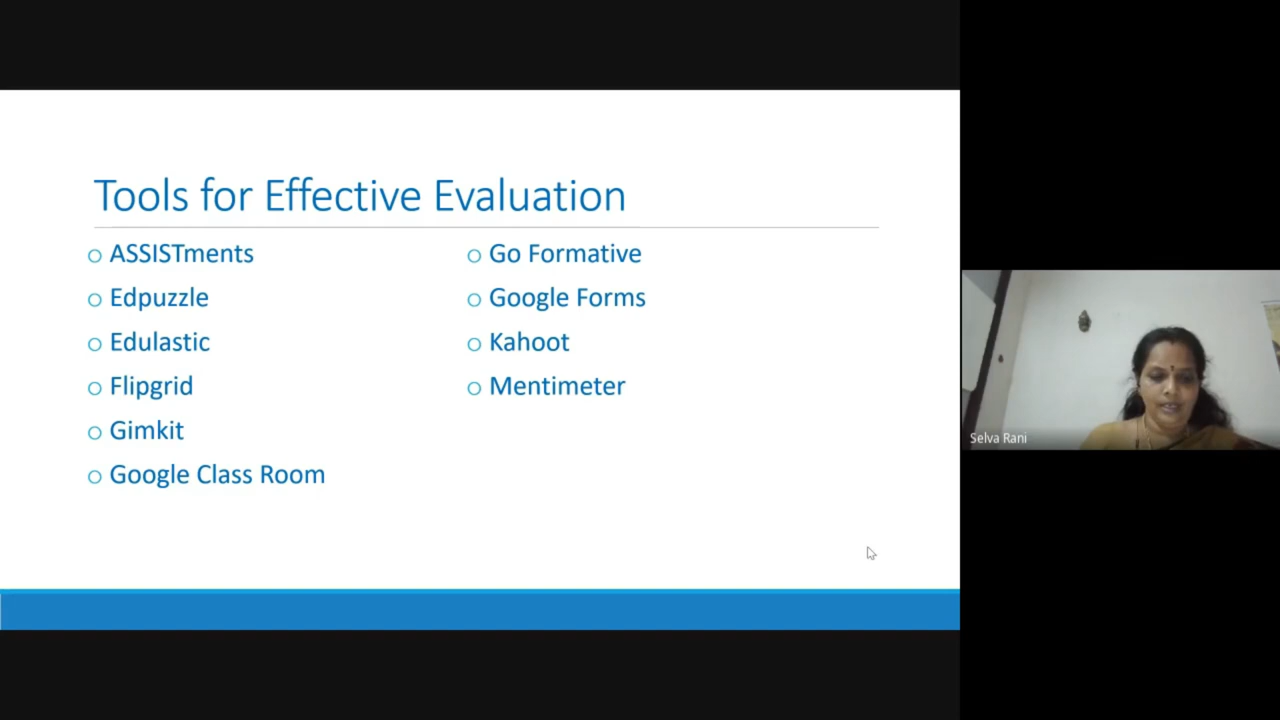 Tools for Effective Evaluation
ASSISTments
Edpuzzle
Edulastic
Flipgrid
Gimkit
Google Class Room
Go Formative
Google Forms
Kahoot
Mentimeter
Selva Rani